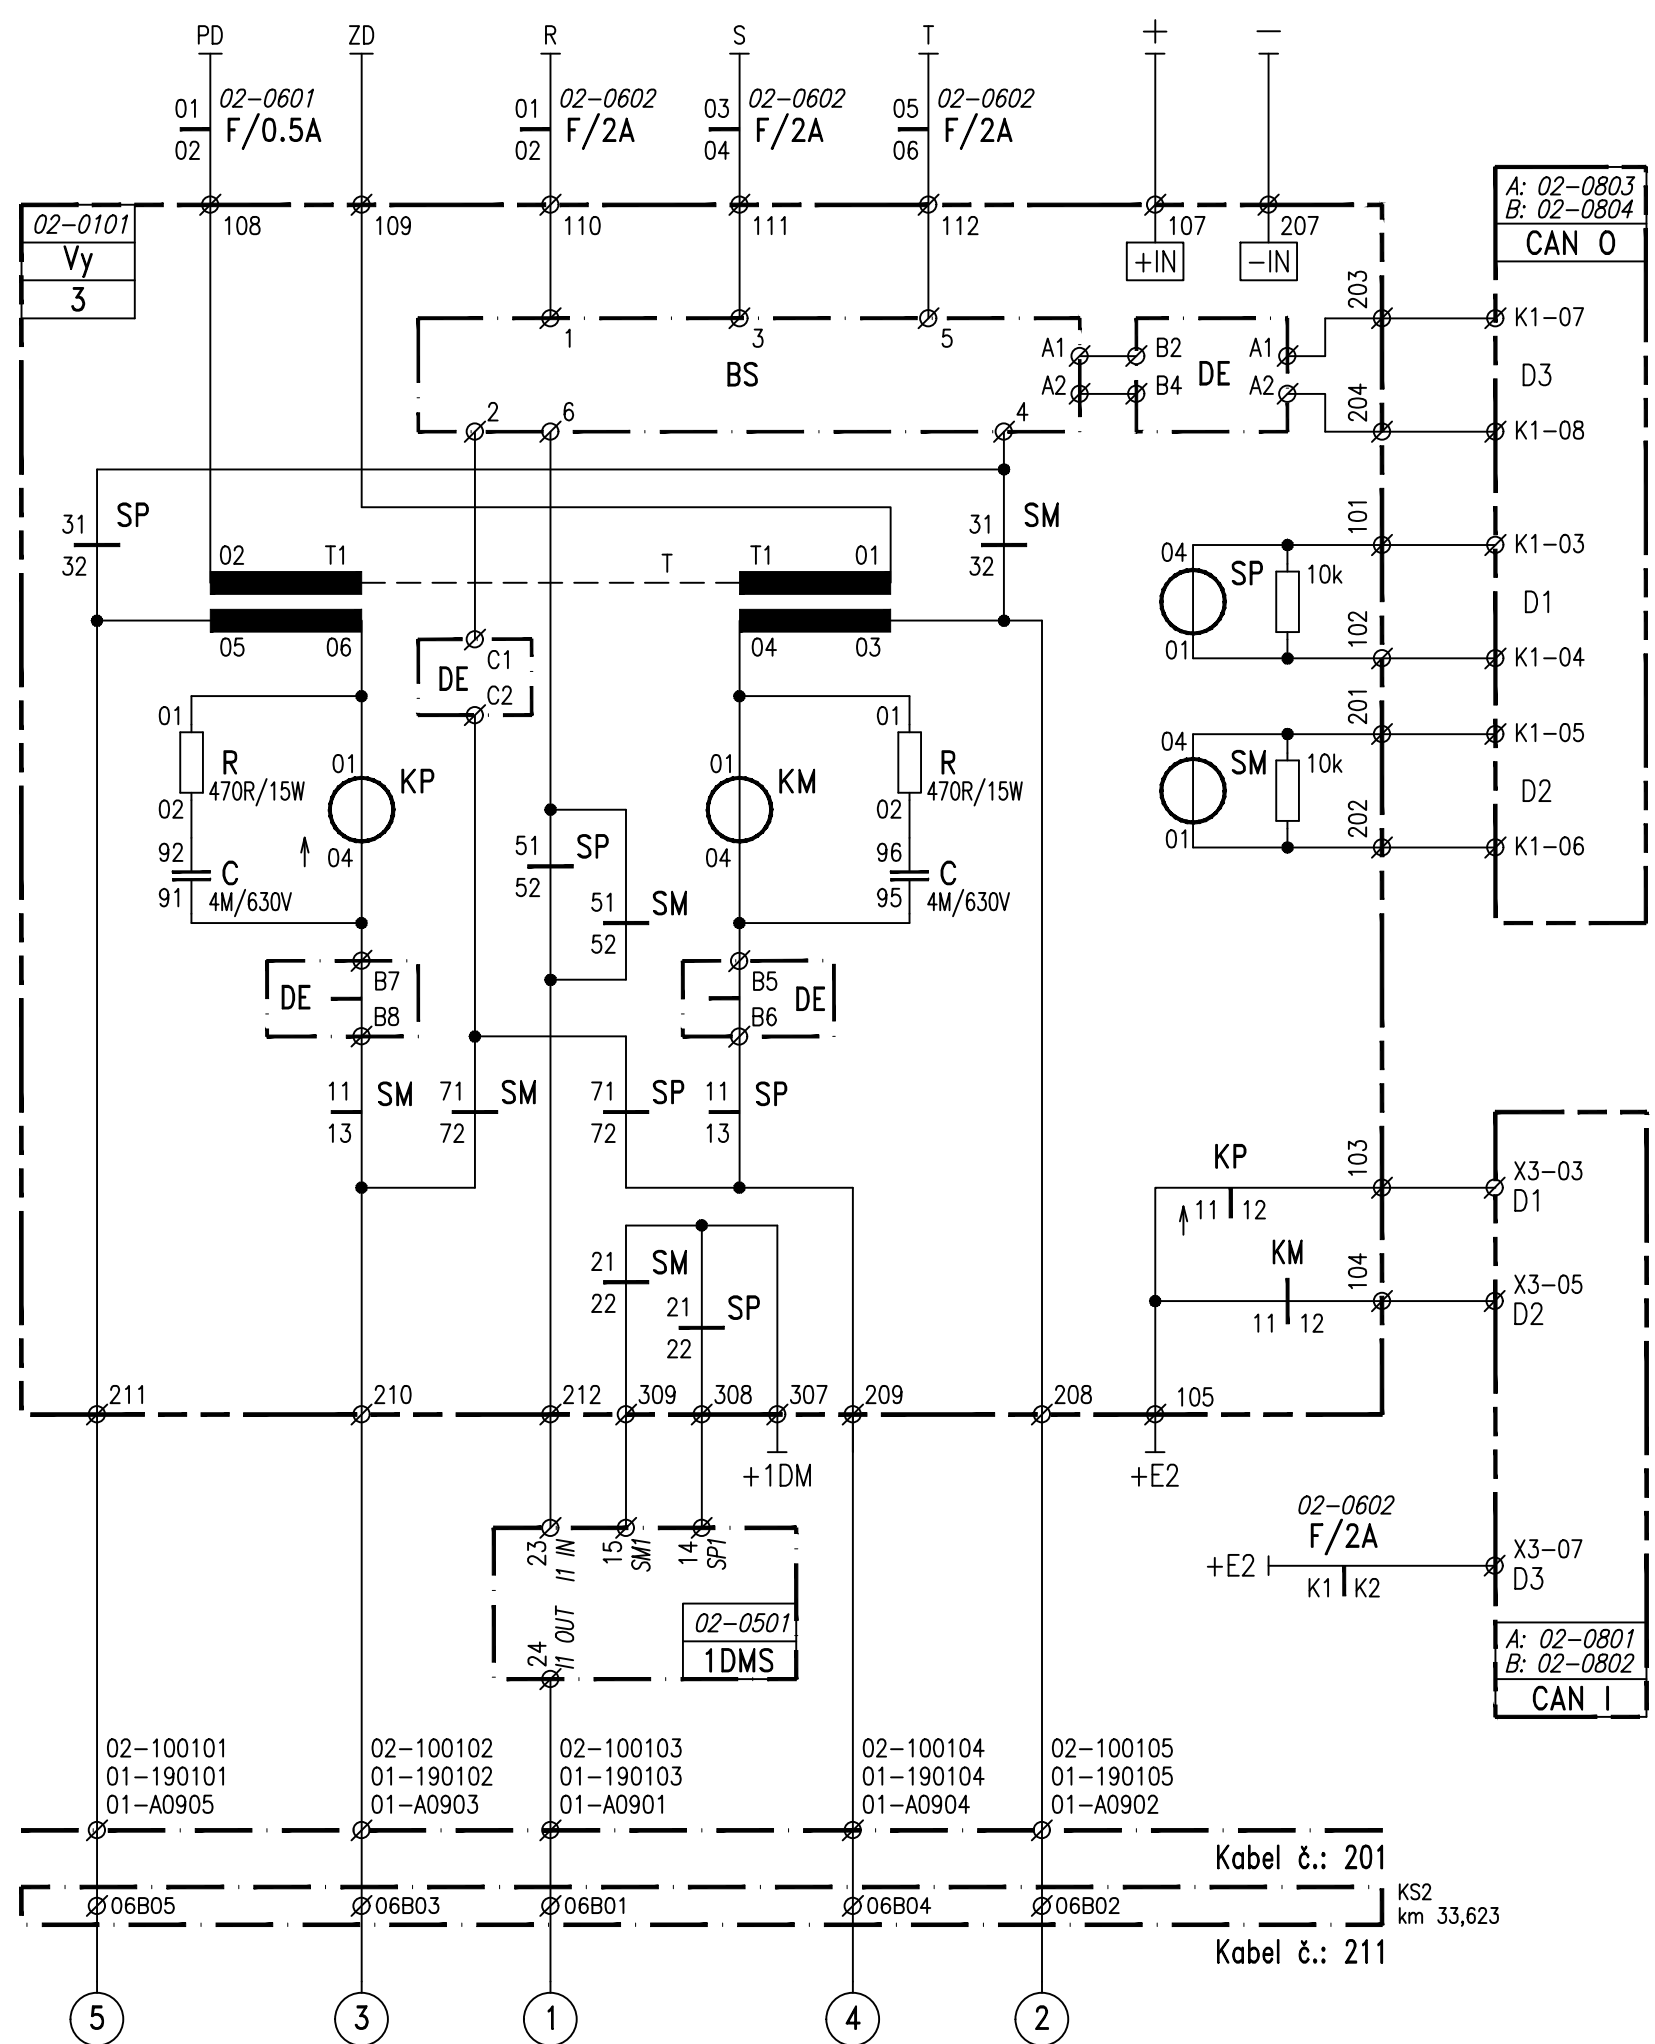 PD ZD R S T + −
01 02-0601
F/0.5A
02
01 02-0602
F/2A
02
03 02-0602
F/2A
04
05 02-0602
F/2A
06
02-0101
Vy
3
108 109 110 111 112 107 207
+IN −IN
A: 02-0803
B: 02-0804
CAN 0
1 3 5
BS
A1 B2 A1 203 K1-07
DE D3
A2 B4 A2 204 K1-08
2 6 4
31 SP
32
31 SM
32
02 T1 T T1 01
05 06 04 03
04 SP 10k 101 K1-03
D1
01 102 K1-04
DE C1
C2
04 SM 10k 201 K1-05
D2
01 202 K1-06
01 R
470R/15W
02
01 KP
04
92 C
91 4M/630V
01 KM
04
01 R
470R/15W
02
96 C
95 4M/630V
51 SP
52
51 SM
52
DE B7
B8
B5 DE
B6
11 SM
13
71 SM
72
71 SP
72
11 SP
13
KP 103 X3-03
11 12 D1
KM 104 X3-05
11 12 D2
21 SM
22
21 SP
22
211 210 212 309 308 307 209 208 105
+1DM +E2
02-0602
F/2A
+E2 K1 K2 X3-07
D3
23 I1 IN 15 SM1 14 SP1
24 I1 OUT
02-0501
1DMS
A: 02-0801
B: 02-0802
CAN I
02-100101 02-100102 02-100103 02-100104 02-100105
01-190101 01-190102 01-190103 01-190104 01-190105
01-A0905 01-A0903 01-A0901 01-A0904 01-A0902
Kabel č.: 201
06B05 06B03 06B01 06B04 06B02
KS2
km 33,623
Kabel č.: 211
5 3 1 4 2